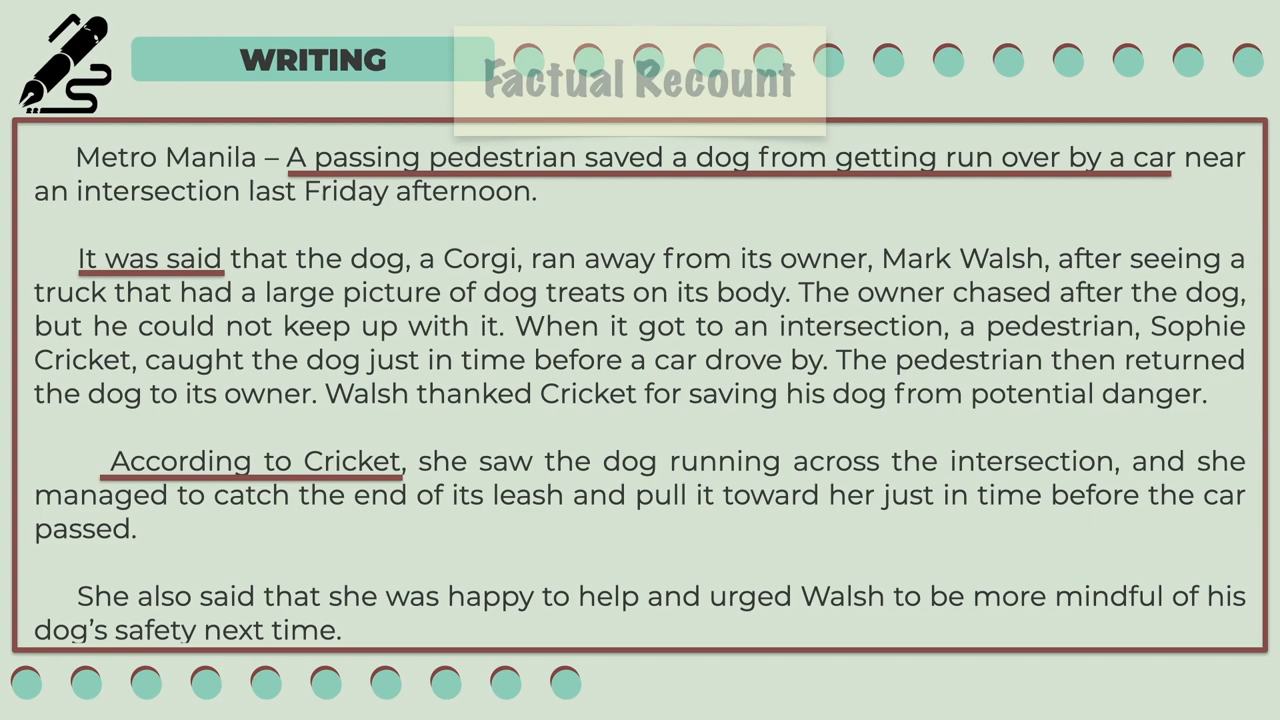 WRITING
Factual Recount
Metro Manila – A passing pedestrian saved a dog from getting run over by a car near
an intersection last Friday afternoon.
It was said that the dog, a Corgi, ran away from its owner, Mark Walsh, after seeing a
truck that had a large picture of dog treats on its body. The owner chased after the dog,
but he could not keep up with it. When it got to an intersection, a pedestrian, Sophie
Cricket, caught the dog just in time before a car drove by. The pedestrian then returned
the dog to its owner. Walsh thanked Cricket for saving his dog from potential danger.
According to Cricket, she saw the dog running across the intersection, and she
managed to catch the end of its leash and pull it toward her just in time before the car
passed.
She also said that she was happy to help and urged Walsh to be more mindful of his
dog’s safety next time.